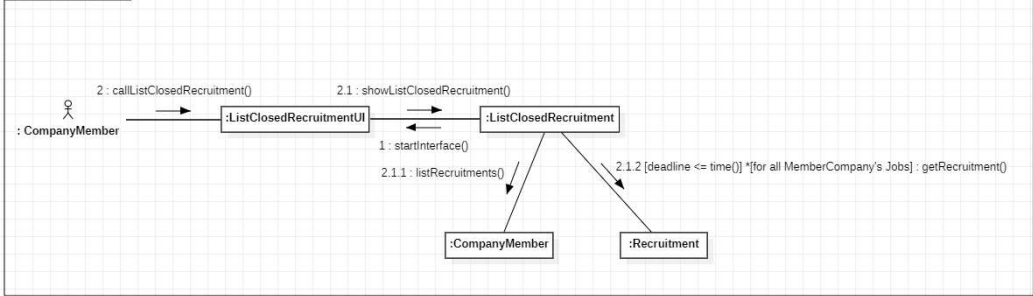 2 : callListClosedRecruitment()
2.1 : showListClosedRecruitment()
: CompanyMember
:ListClosedRecruitmentUI
:ListClosedRecruitment
1 : startInterface()
2.1.1 : listRecruitments()
2.1.2 [deadline <= time()] *[for all MemberCompany's Jobs] : getRecruitment()
:CompanyMember
:Recruitment